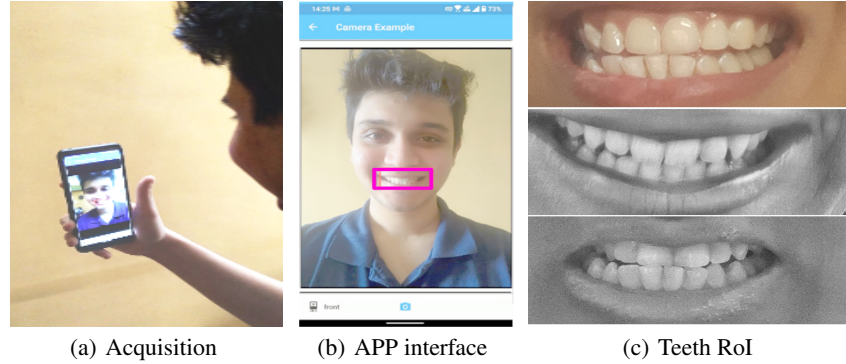 14:25
73%
Camera Example
front
(a) Acquisition
(b) APP interface
(c) Teeth RoI